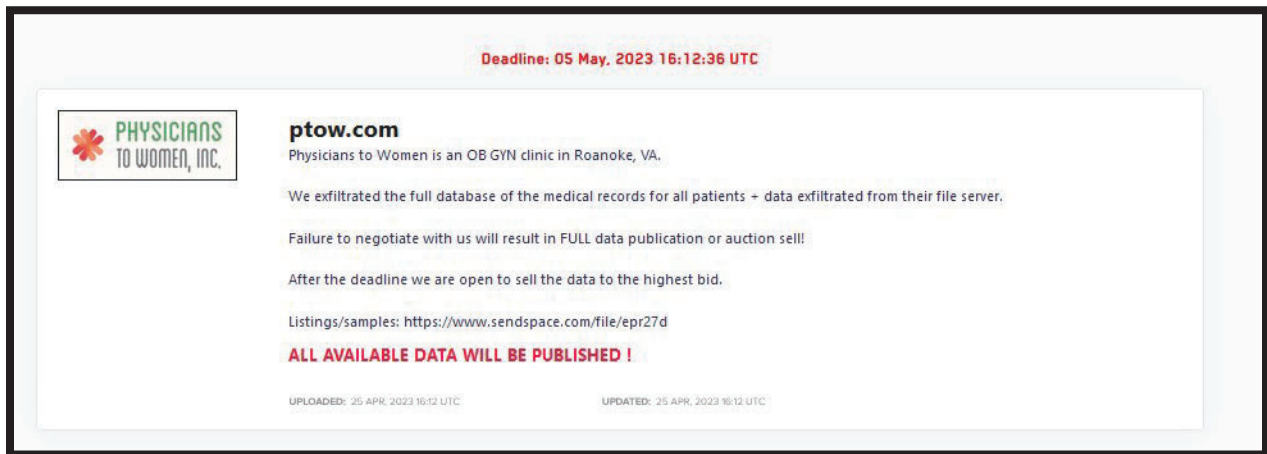 Deadline: 05 May, 2023 16:12:36 UTC
PHYSICIANS
TO WOMEN, INC.
ptow.com
Physicians to Women is an OB GYN clinic in Roanoke, VA.
We exfiltrated the full database of the medical records for all patients + data exfiltrated from their file server.
Failure to negotiate with us will result in FULL data publication or auction sell!
After the deadline we are open to sell the data to the highest bid.
Listings/samples: https://www.sendspace.com/file/epr27d
ALL AVAILABLE DATA WILL BE PUBLISHED !
UPLOADED: 25 APR, 2023 16:12 UTC
UPDATED: 25 APR, 2023 16:12 UTC